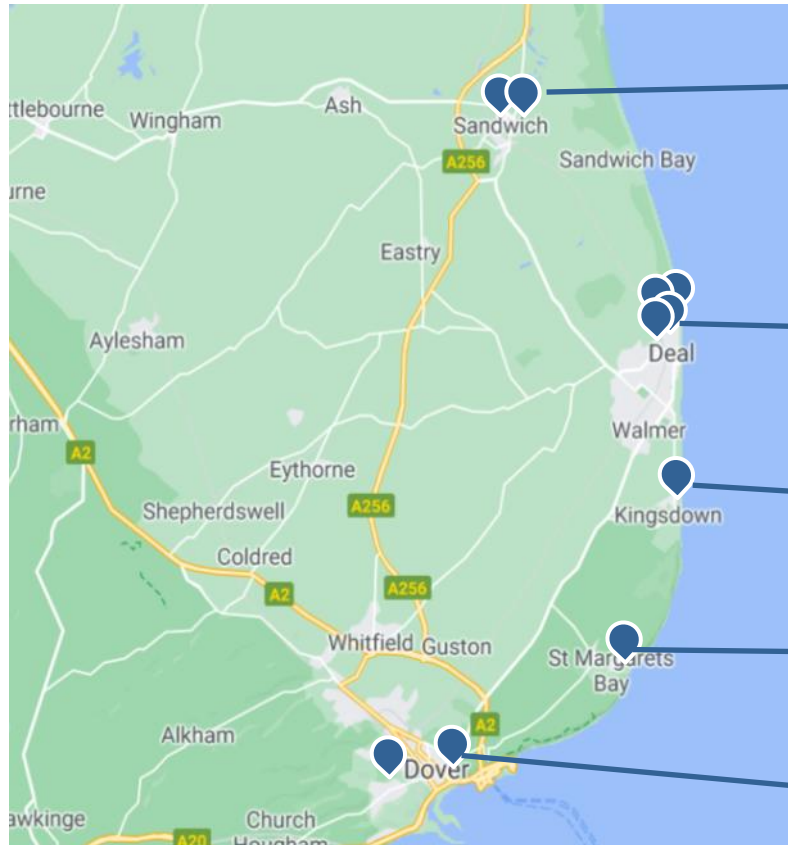 ttlebourne
Wingham
Ash
Sandwich
A256
Sandwich Bay
urne
Eastry
Aylesham
Deal
rham
A2
Walmer
Eythorne
A256
Shepherdswell
Kingsdown
Coldred
A2
A256
Whitfield
Guston
St Margarets
Bay
A2
Alkham
Dover
awkinge
Church
Hougham
A20